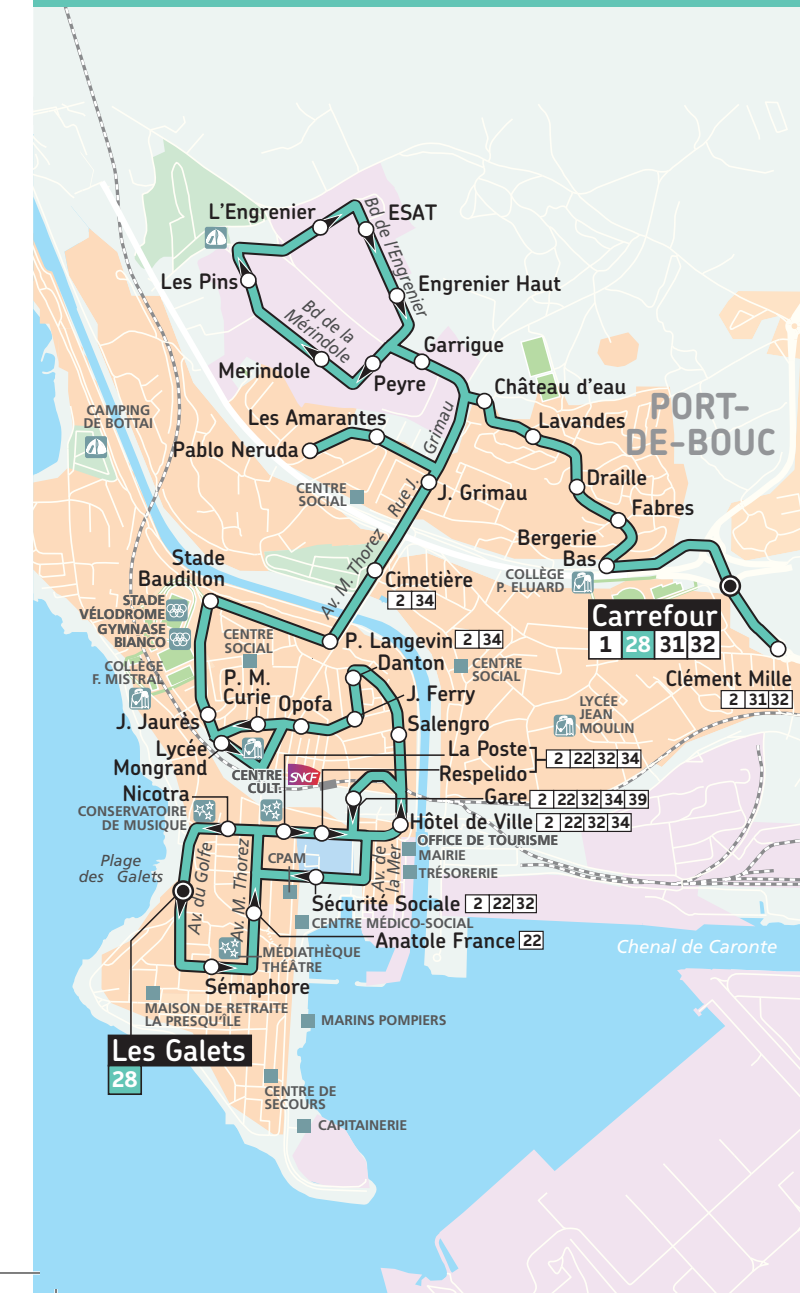 L'Engrenier
ESAT
Bd de l'Engrenier
Les Pins
Engrenier Haut
Bd de la
Mérindole
Garrigue
Merindole
Peyre
Château d'eau
PORT-
DE-BOUC
CAMPING
DE BOTTAI
Les Amarantes
Lavandes
Pablo Neruda
Rue J. Grimau
Draille
CENTRE
SOCIAL
J. Grimau
Fabres
Bergerie
Bas
Av. M. Thorez
Stade
Baudillon
Cimetière
2 34
COLLÈGE
P. ELUARD
STADE
VÉLODROME
GYMNASE
BIANCO
Carrefour
1 28 31 32
CENTRE
SOCIAL
P. Langevin 2 34
Danton
CENTRE
SOCIAL
COLLÈGE
F. MISTRAL
P. M.
Curie
Opofa
J. Ferry
Clément Mille
2 31 32
J. Jaurès
Salengro
LYCÉE
JEAN
MOULIN
Lycée
Mongrand
La Poste
Respelido
2 22 32 34
CENTRE
CULT.
SNCF
Nicotra
Gare 2 22 32 34 39
CONSERVATOIRE
DE MUSIQUE
Hôtel de Ville 2 22 32 34
OFFICE DE TOURISME
MAIRIE
TRÉSORERIE
Plage
des Galets
Av. du Golfe
Av. M. Thorez
CPAM
Av. de
la Mer
Sécurité Sociale 2 22 32
CENTRE MÉDICO-SOCIAL
Anatole France 22
Chenal de Caronte
MÉDIATHÈQUE
THÉÂTRE
Sémaphore
MAISON DE RETRAITE
LA PRESQU'ÎLE
MARINS POMPIERS
Les Galets
28
CENTRE DE
SECOURS
CAPITAINERIE